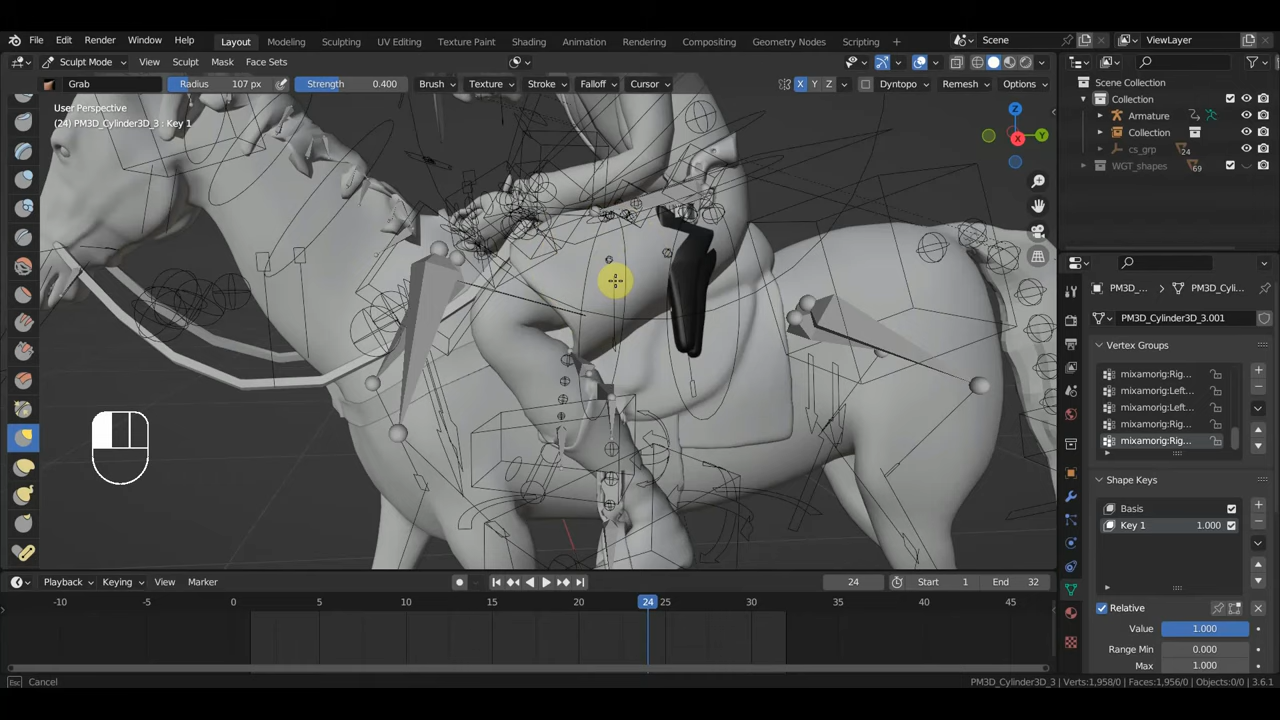 File Edit Render Window Help Layout Modeling Sculpting UV Editing Texture Paint Shading Animation Rendering Compositing Geometry Nodes Scripting + Scene ViewLayer
Sculpt Mode View Sculpt Mask Face Sets
Grab Radius 107 px Strength 0.400 Brush Texture Stroke Falloff Cursor X Y Z Dyntopo Remesh Options
User Perspective
(24) PM3D_Cylinder3D_3 : Key 1
Z
Y
X
Scene Collection
Collection
Armature
Collection
cs_grp 24
WGT_shapes 69
PM3D_... PM3D_Cyli...
PM3D_Cylinder3D_3.001
Vertex Groups
mixamorig:Rig...
mixamorig:Left...
mixamorig:Left...
mixamorig:Rig...
mixamorig:Rig...
Shape Keys
Basis
Key 1 1.000
Relative
Value 1.000
Range Min 0.000
Max 1.000
Playback Keying View Marker 24 Start 1 End 32
-10 -5 0 5 10 15 20 24 25 30 35 40 45
Esc Cancel PM3D_Cylinder3D_3 | Verts:1,958/0 | Faces:1,956/0 | Objects:0/0 | 3.6.1